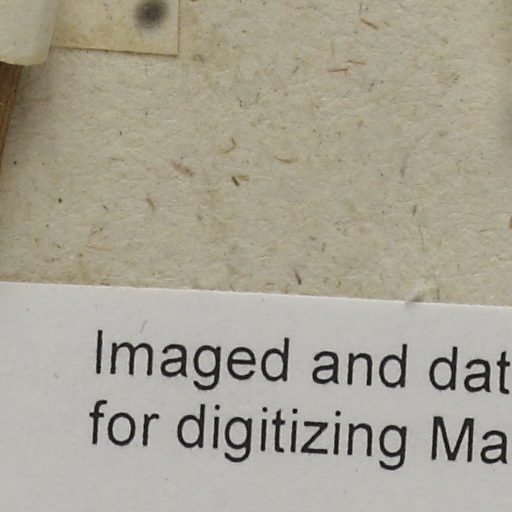 Imaged and dat
for digitizing Ma